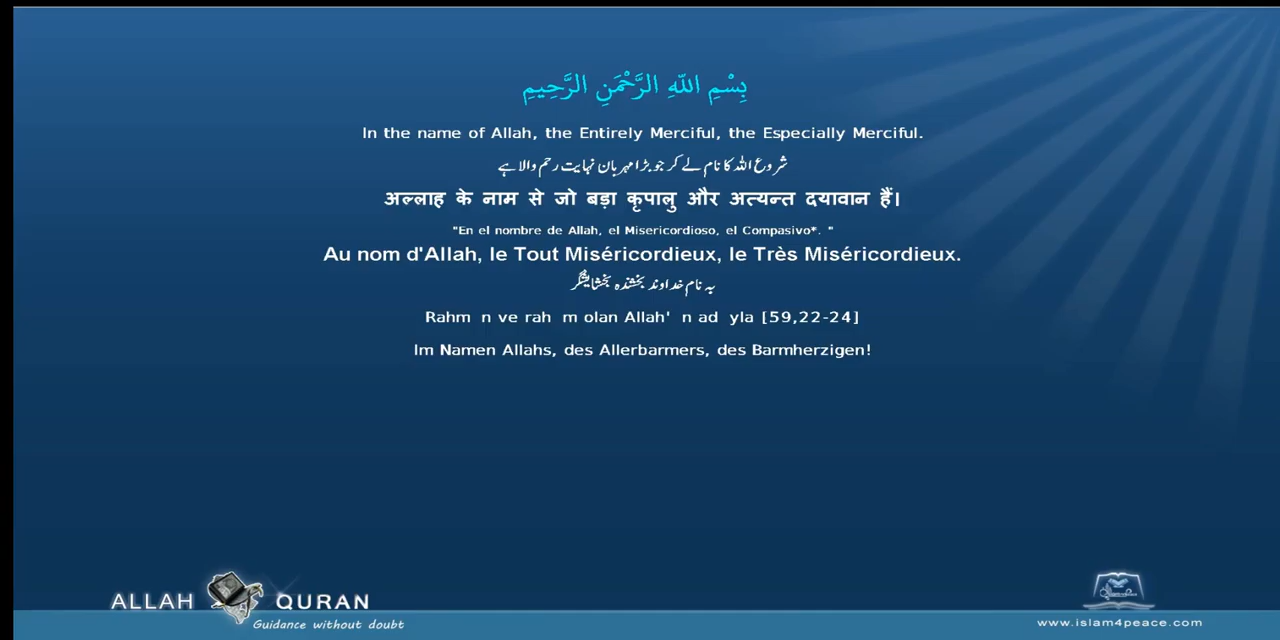 بِسْمِ اللَّهِ الرَّحْمَنِ الرَّحِيمِ
In the name of Allah, the Entirely Merciful, the Especially Merciful.
شروع اللہ کا نام لے کر جو بڑا مہربان نہایت رحم والا ہے
अल्लाह के नाम से जो बड़ा कृपालु और अत्यन्त दयावान हैं।
"En el nombre de Allah, el Misericordioso, el Compasivo*. "
Au nom d'Allah, le Tout Miséricordieux, le Très Miséricordieux.
به نام خداوند بخشنده بخشایشگر
Rahm n ve rah m olan Allah' n ad yla [59,22-24]
Im Namen Allahs, des Allerbarmers, des Barmherzigen!
ALLAH QURAN
Guidance without doubt
www.islam4peace.com